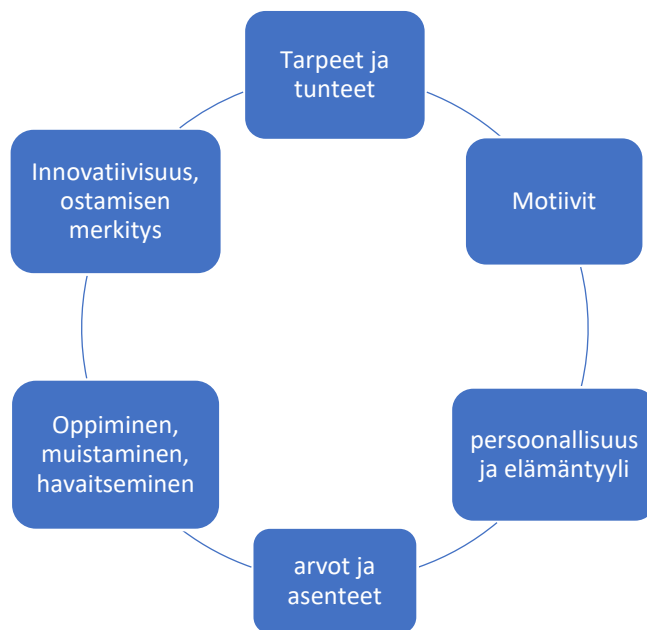 Tarpeet ja
tunteet
Motiivit
persoonallisuus
ja elämäntyyli
arvot ja
asenteet
Oppiminen,
muistaminen,
havaitseminen
Innovatiivisuus,
ostamisen
merkitys